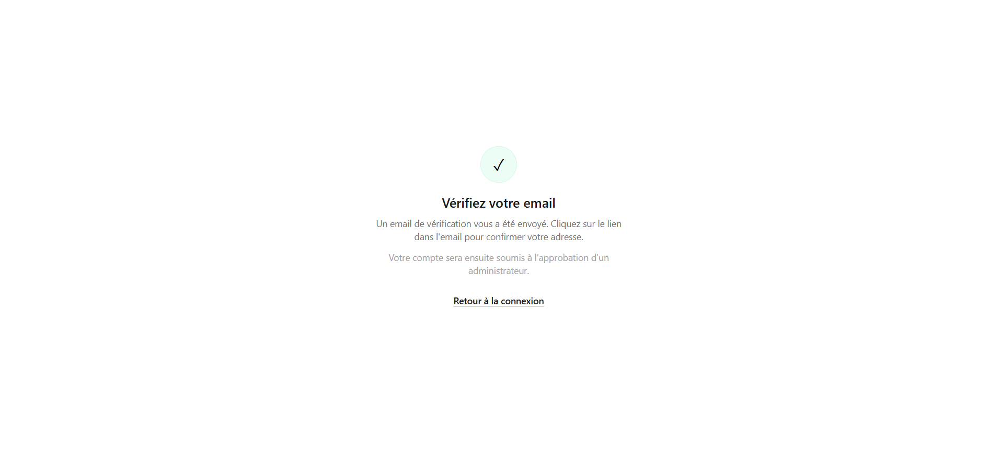 Vérifiez votre email
Un email de vérification vous a été envoyé. Cliquez sur le lien
dans l'email pour confirmer votre adresse.
Votre compte sera ensuite soumis à l'approbation d'un
administrateur.
Retour à la connexion